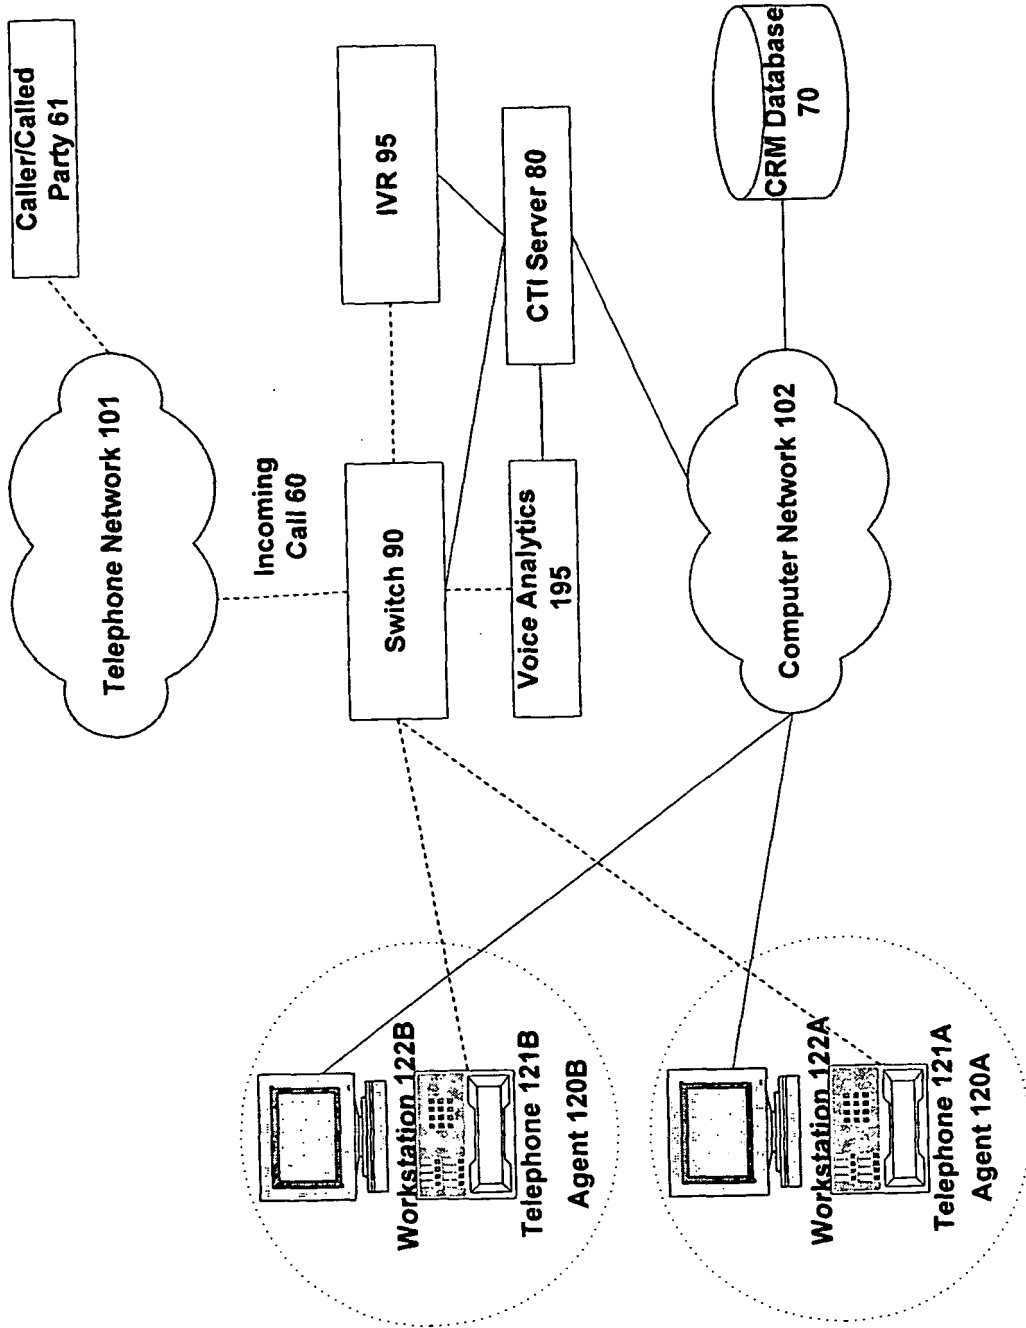 Caller/Called
Party 61
Telephone Network 101
Incoming
Call 60
IVR 95
Switch 90
CTI Server 80
Voice Analytics
195
CRM Database
70
Computer Network 102
Workstation 122B
Telephone 121B
Agent 120B
Workstation 122A
Telephone 121A
Agent 120A